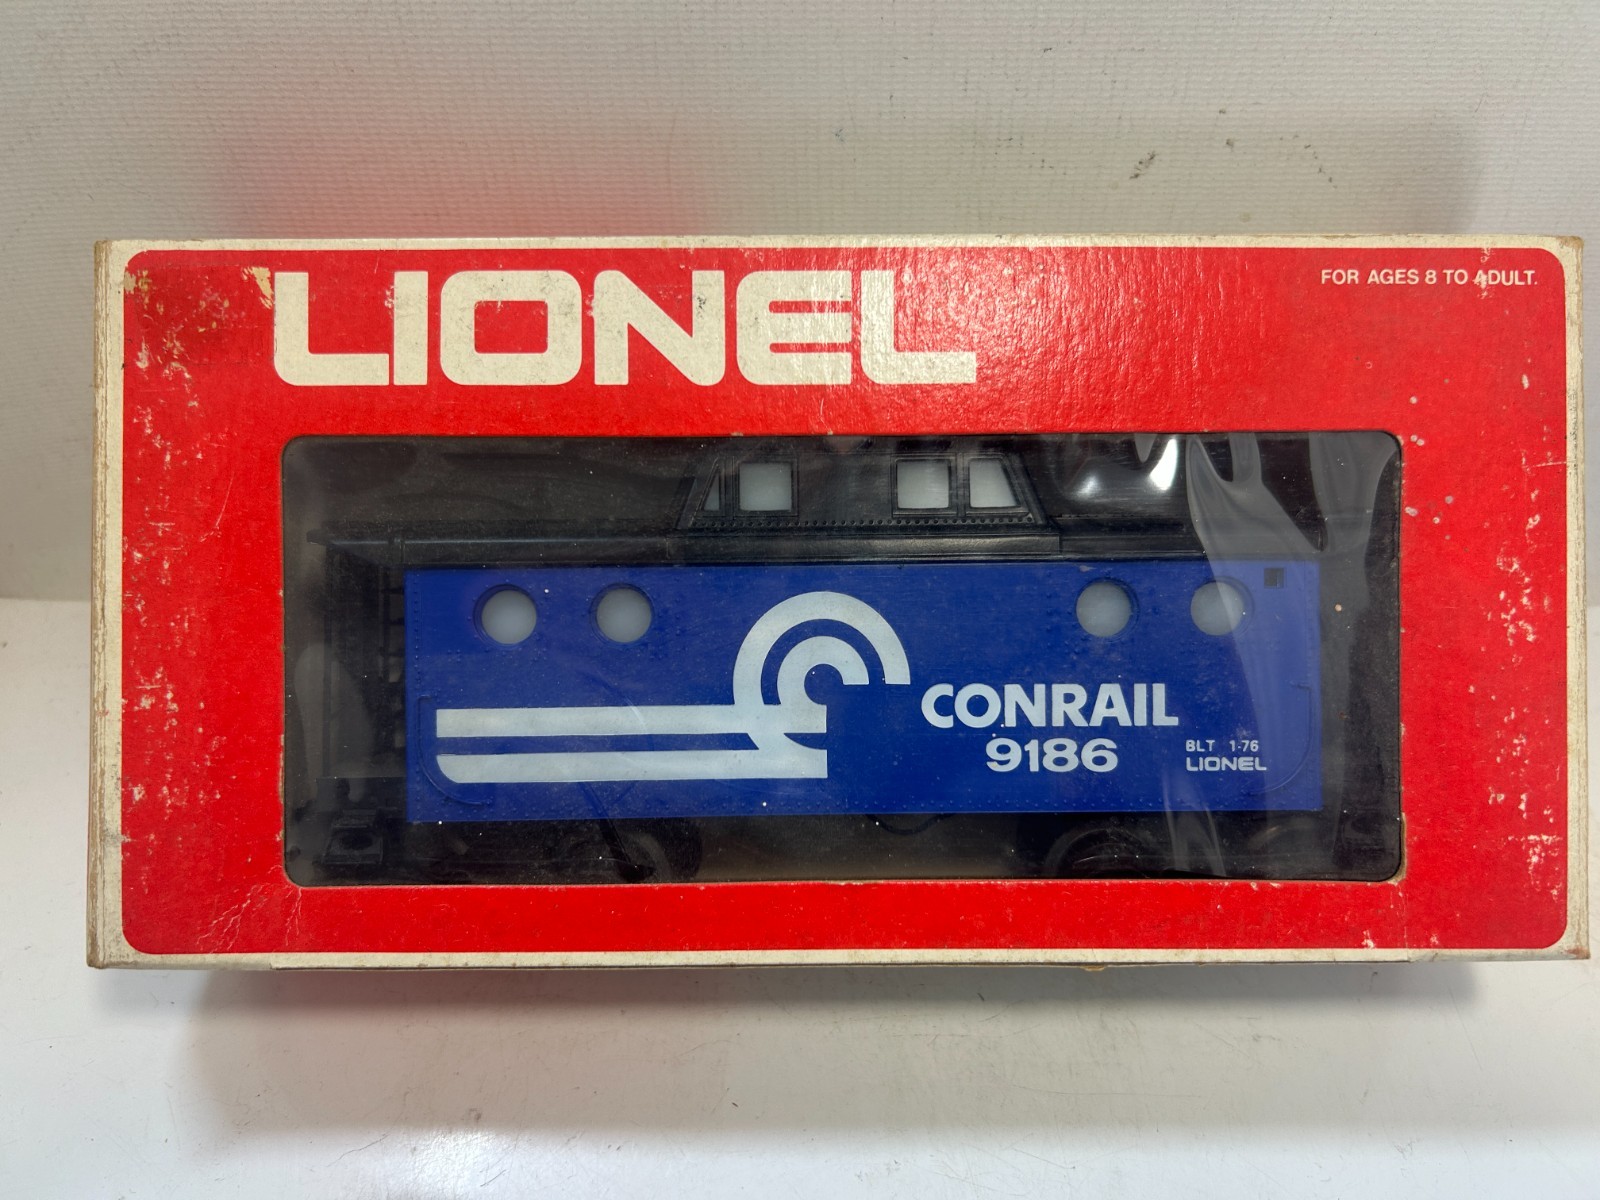 LIONEL
FOR AGES 8 TO ADULT.
CONRAIL
9186
BLT 1-76
LIONEL